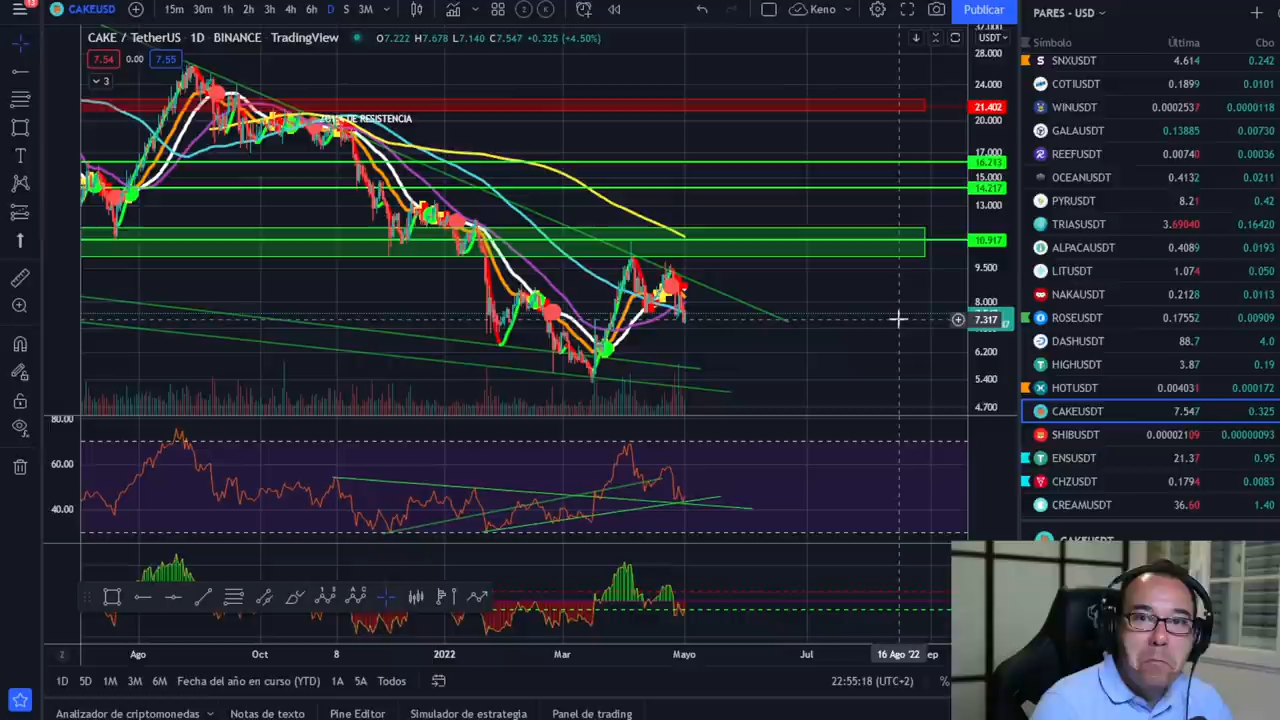 11
CAKEUSD
15m 30m 1h 2h 3h 4h 6h D S 3M
Keno
Publicar
PARES - USD
CAKE / TetherUS · 1D · BINANCE · TradingView
O7.222 H7.678 L7.140 C7.547 +0.325 (+4.50%)
USDT
7.54 0.00 7.55
3
Símbolo Última Cbo
SNXUSDT 4.614 0.242
COTIUSDT 0.1899 0.0101
WINUSDT 0.0002537 0.0000118
GALAUSDT 0.13885 0.00730
REEFUSDT 0.00740 0.00036
OCEANUSDT 0.4132 0.0211
PYRUSDT 8.21 0.42
TRIASUSDT 3.69040 0.16420
ALPACAUSDT 0.4089 0.0193
LITUSDT 1.074 0.050
NAKAUSDT 0.2128 0.0113
ROSEUSDT 0.17552 0.00909
DASHUSDT 88.7 4.0
HIGHUSDT 3.87 0.19
HOTUSDT 0.004031 0.000172
CAKEUSDT 7.547 0.325
SHIBUSDT 0.00002109 0.00000093
ENSUSDT 21.37 0.95
CHZUSDT 0.1794 0.0083
CREAMUSDT 36.60 1.40
CAKEUSDT
DE RESISTENCIA
28.000
24.000
21.402
20.000
17.000
16.213
15.000
14.217
13.000
10.917
9.500
8.000
7.317
6.200
5.400
4.700
80.00
60.00
40.00
Z Ago Oct 8 2022 Mar Mayo Jul 16 Ago '22 ep
1D 5D 1M 3M 6M Fecha del año en curso (YTD) 1A 5A Todos
22:55:18 (UTC+2) %
Analizador de criptomonedas Notas de texto Pine Editor Simulador de estrategia Panel de trading